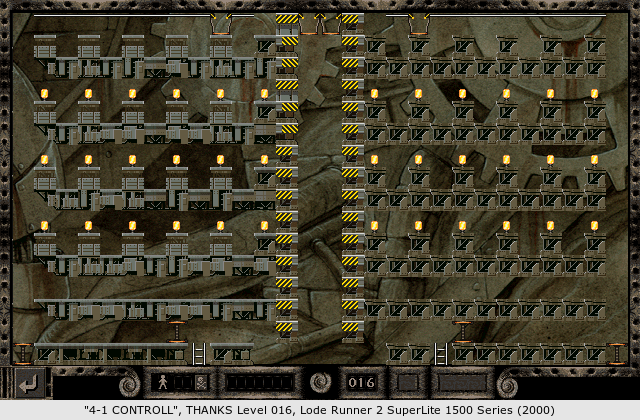 016
"4-1 CONTROLL", THANKS Level 016, Lode Runner 2 SuperLite 1500 Series (2000)